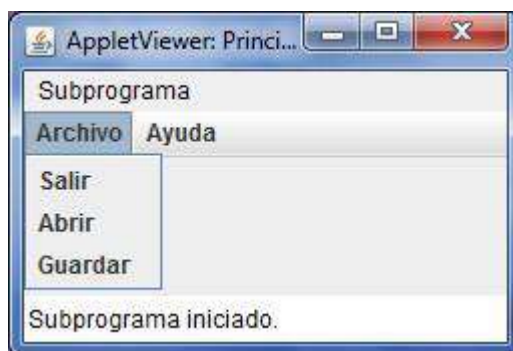 AppletViewer: Princi...
Subprograma
Archivo Ayuda
Salir
Abrir
Guardar
Subprograma iniciado.